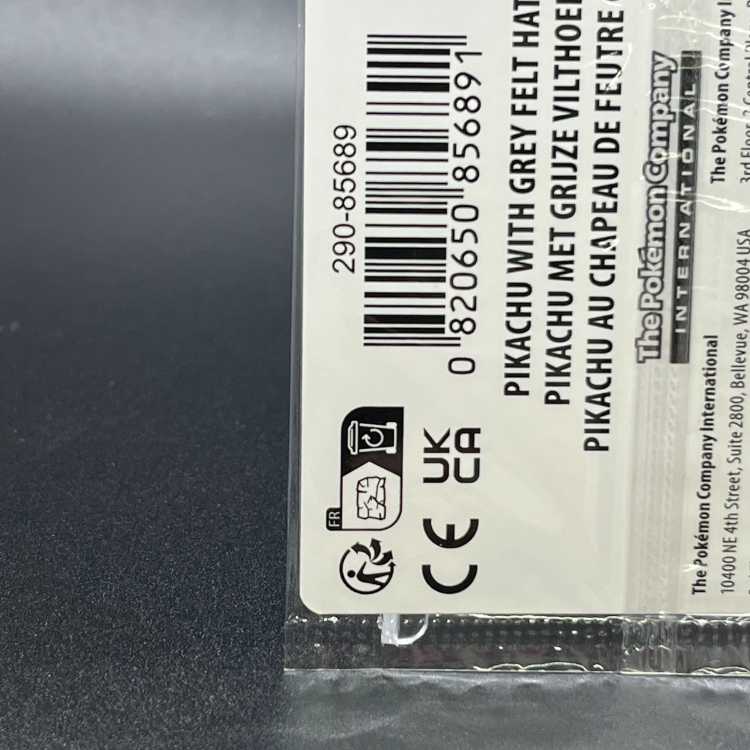 290-85689
0 820650 856891
PIKACHU WITH GREY FELT HAT
PIKACHU MET GRIJZE VILTHOE
PIKACHU AU CHAPEAU DE FEUTRE
FR
CE
UK
CA
The Pokémon Company
INTERNATIONAL
The Pokémon Company International
10400 NE 4th Street, Suite 2800, Bellevue, WA 98004 USA
The Pokémon Company
3rd Floor